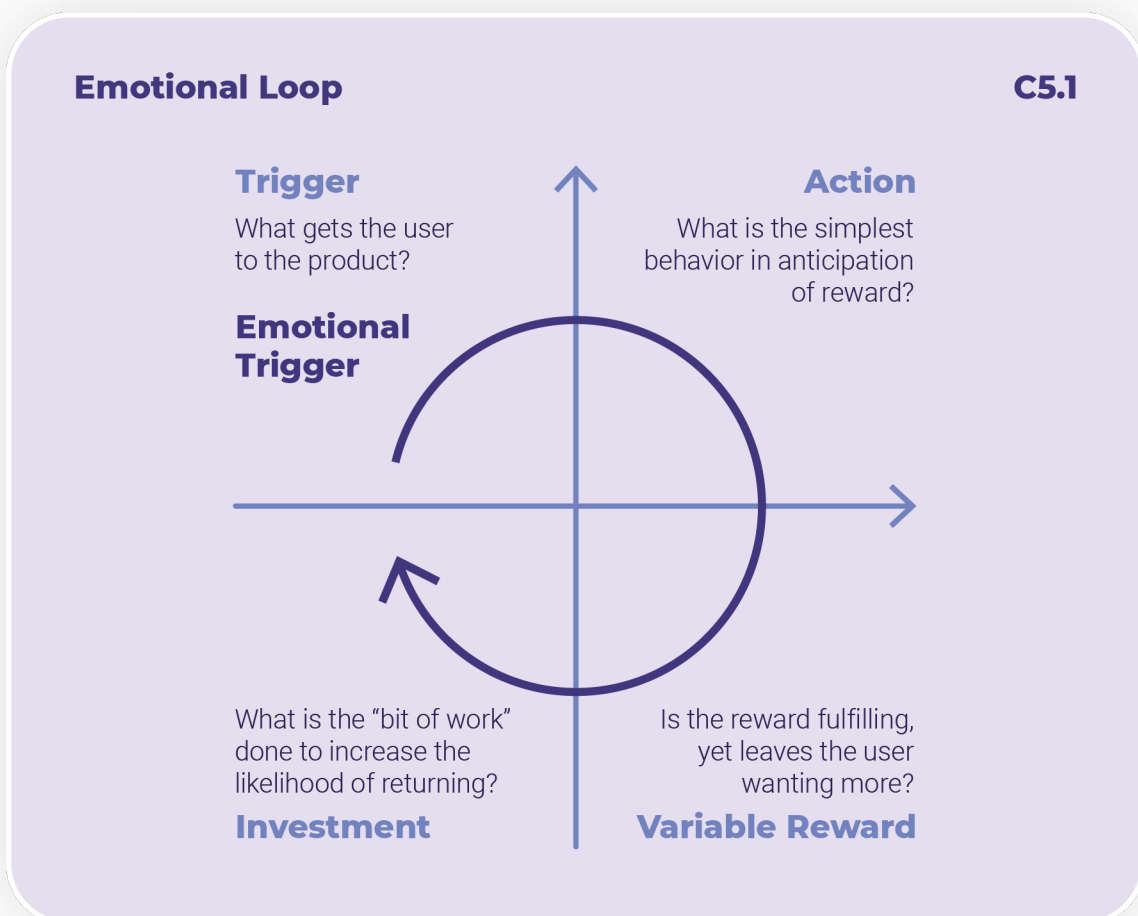 Emotional Loop
C5.1
Trigger
What gets the user
to the product?
Emotional
Trigger
Action
What is the simplest
behavior in anticipation
of reward?
What is the “bit of work”
done to increase the
likelihood of returning?
Investment
Is the reward fulfilling,
yet leaves the user
wanting more?
Variable Reward